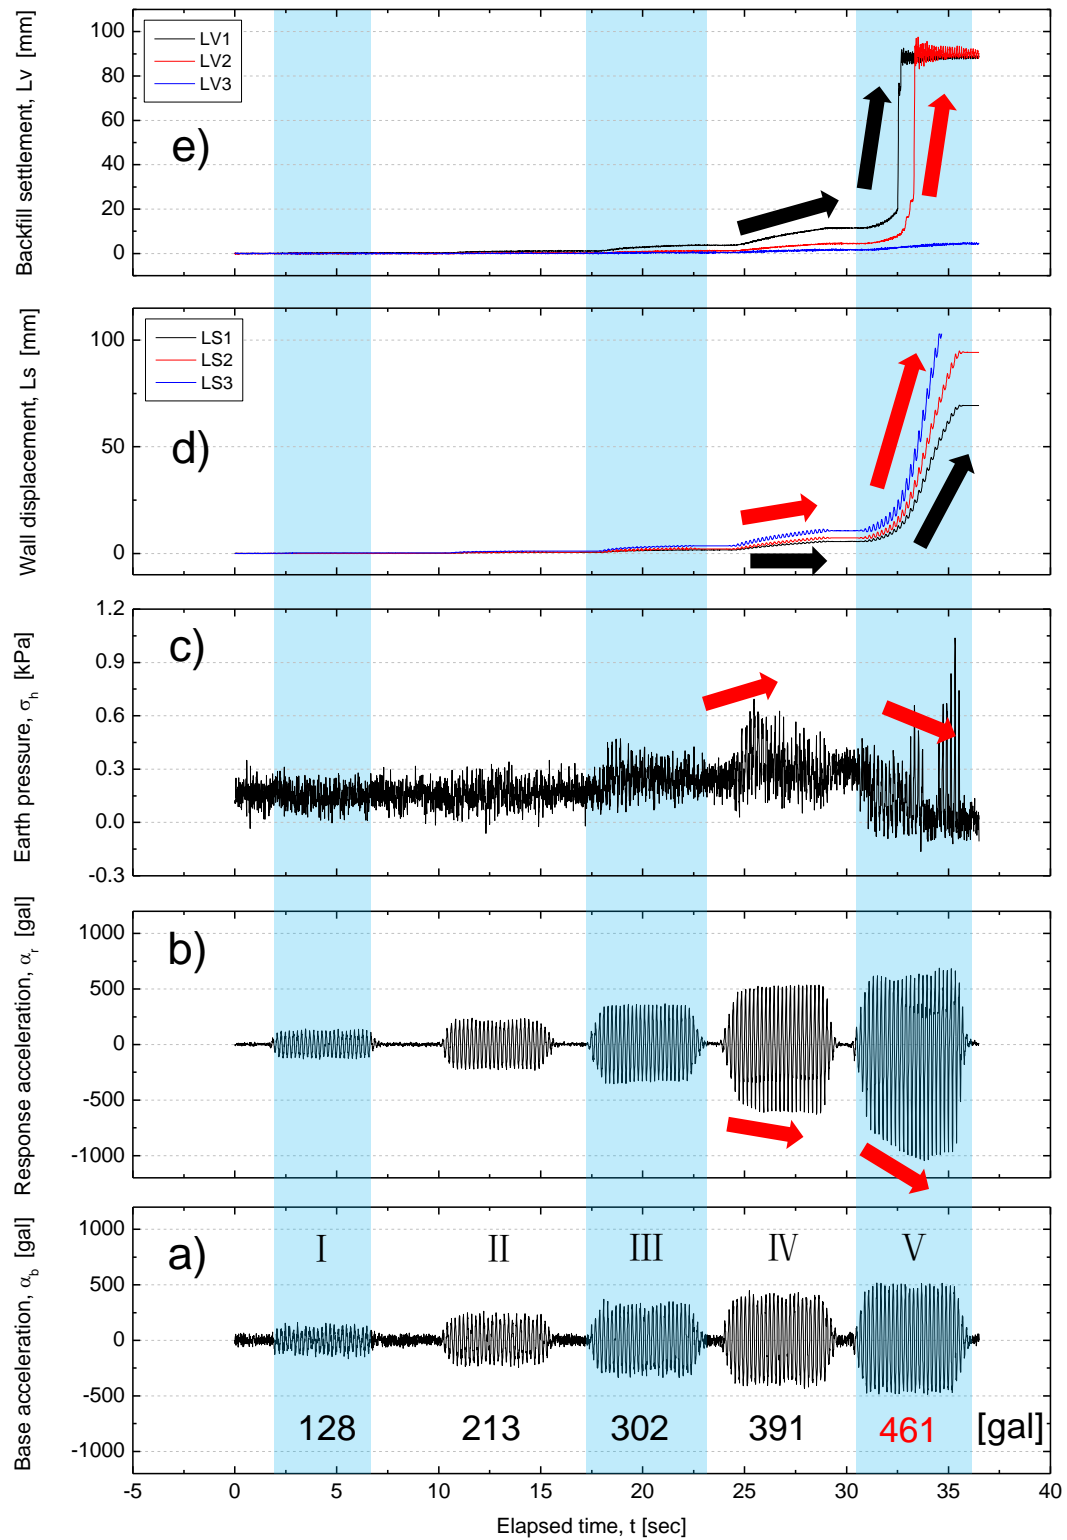 Backfill settlement, Lv [mm]
100
80
60
40
20
0
LV1
LV2
LV3
e)
Wall displacement, Ls [mm]
100
50
0
LS1
LS2
LS3
d)
Earth pressure, σh [kPa]
1.2
0.9
0.6
0.3
0.0
-0.3
c)
Response acceleration, αr [gal]
1000
500
0
-500
-1000
b)
Base acceleration, αb [gal]
1000
500
0
-500
-1000
a)
I II III IV V
128 213 302 391 461 [gal]
-5 0 5 10 15 20 25 30 35 40
Elapsed time, t [sec]